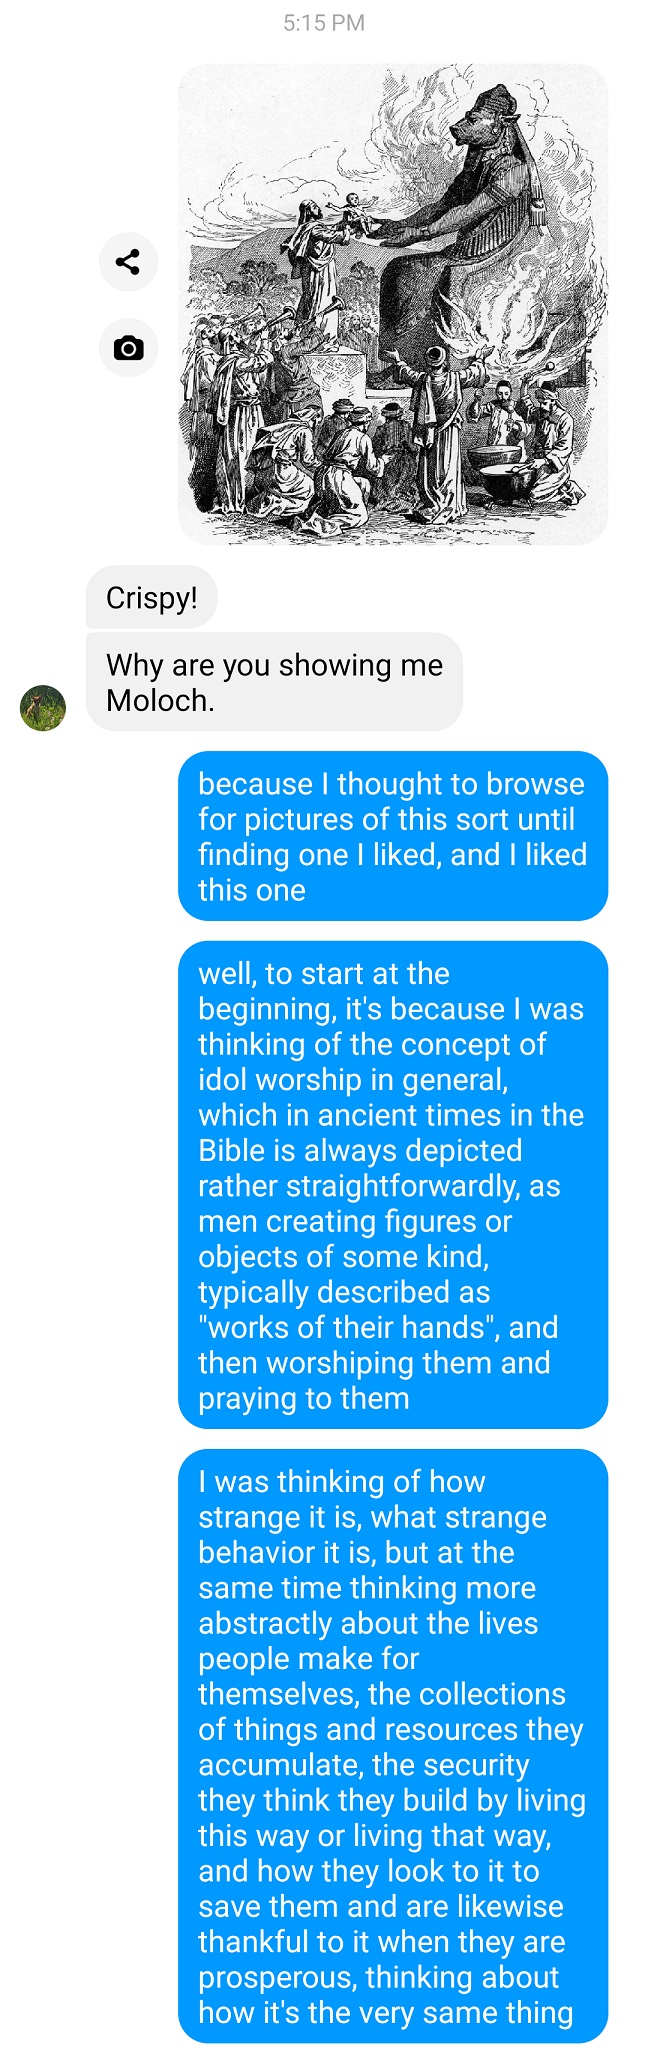 5:15 PM
Crispy!
Why are you showing me
Moloch.
because I thought to browse
for pictures of this sort until
finding one I liked, and I liked
this one
well, to start at the
beginning, it's because I was
thinking of the concept of
idol worship in general,
which in ancient times in the
Bible is always depicted
rather straightforwardly, as
men creating figures or
objects of some kind,
typically described as
"works of their hands", and
then worshiping them and
praying to them
I was thinking of how
strange it is, what strange
behavior it is, but at the
same time thinking more
abstractly about the lives
people make for
themselves, the collections
of things and resources they
accumulate, the security
they think they build by living
this way or living that way,
and how they look to it to
save them and are likewise
thankful to it when they are
prosperous, thinking about
how it's the very same thing